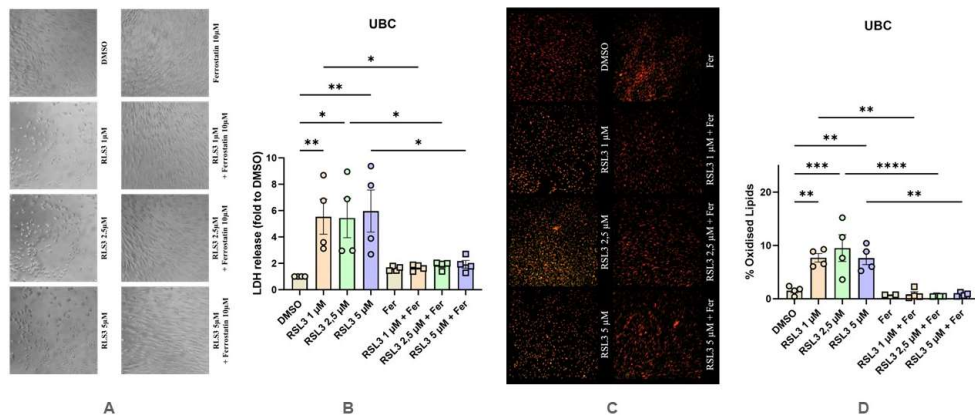 DMSO
Ferrostatin 10µM
RLS3 1µM
RLS3 1µM
+ Ferrostatin 10µM
RLS3 2.5µM
RLS3 2.5µM
+ Ferrostatin 10µM
RLS3 5µM
RLS3 5µM
+ Ferrostatin 10µM
A
UBC
*
**
*
*
**
*
LDH release (fold to DMSO)
10
8
6
4
2
0
DMSO
RSL3 1 µM
RSL3 2,5 µM
RSL3 5 µM
Fer
RSL3 1 µM + Fer
RSL3 2,5 µM + Fer
RSL3 5 µM + Fer
B
DMSO
Fer
RSL3 1 µM
RSL3 1 µM + Fer
RSL3 2,5 µM
RSL3 2,5 µM + Fer
RSL3 5 µM
RSL3 5 µM + Fer
C
UBC
**
**
***
****
**
**
% Oxidised Lipids
20
10
0
DMSO
RSL3 1 µM
RSL3 2,5 µM
RSL3 5 µM
Fer
RSL3 1 µM + Fer
RSL3 2,5 µM + Fer
RSL3 5 µM + Fer
D